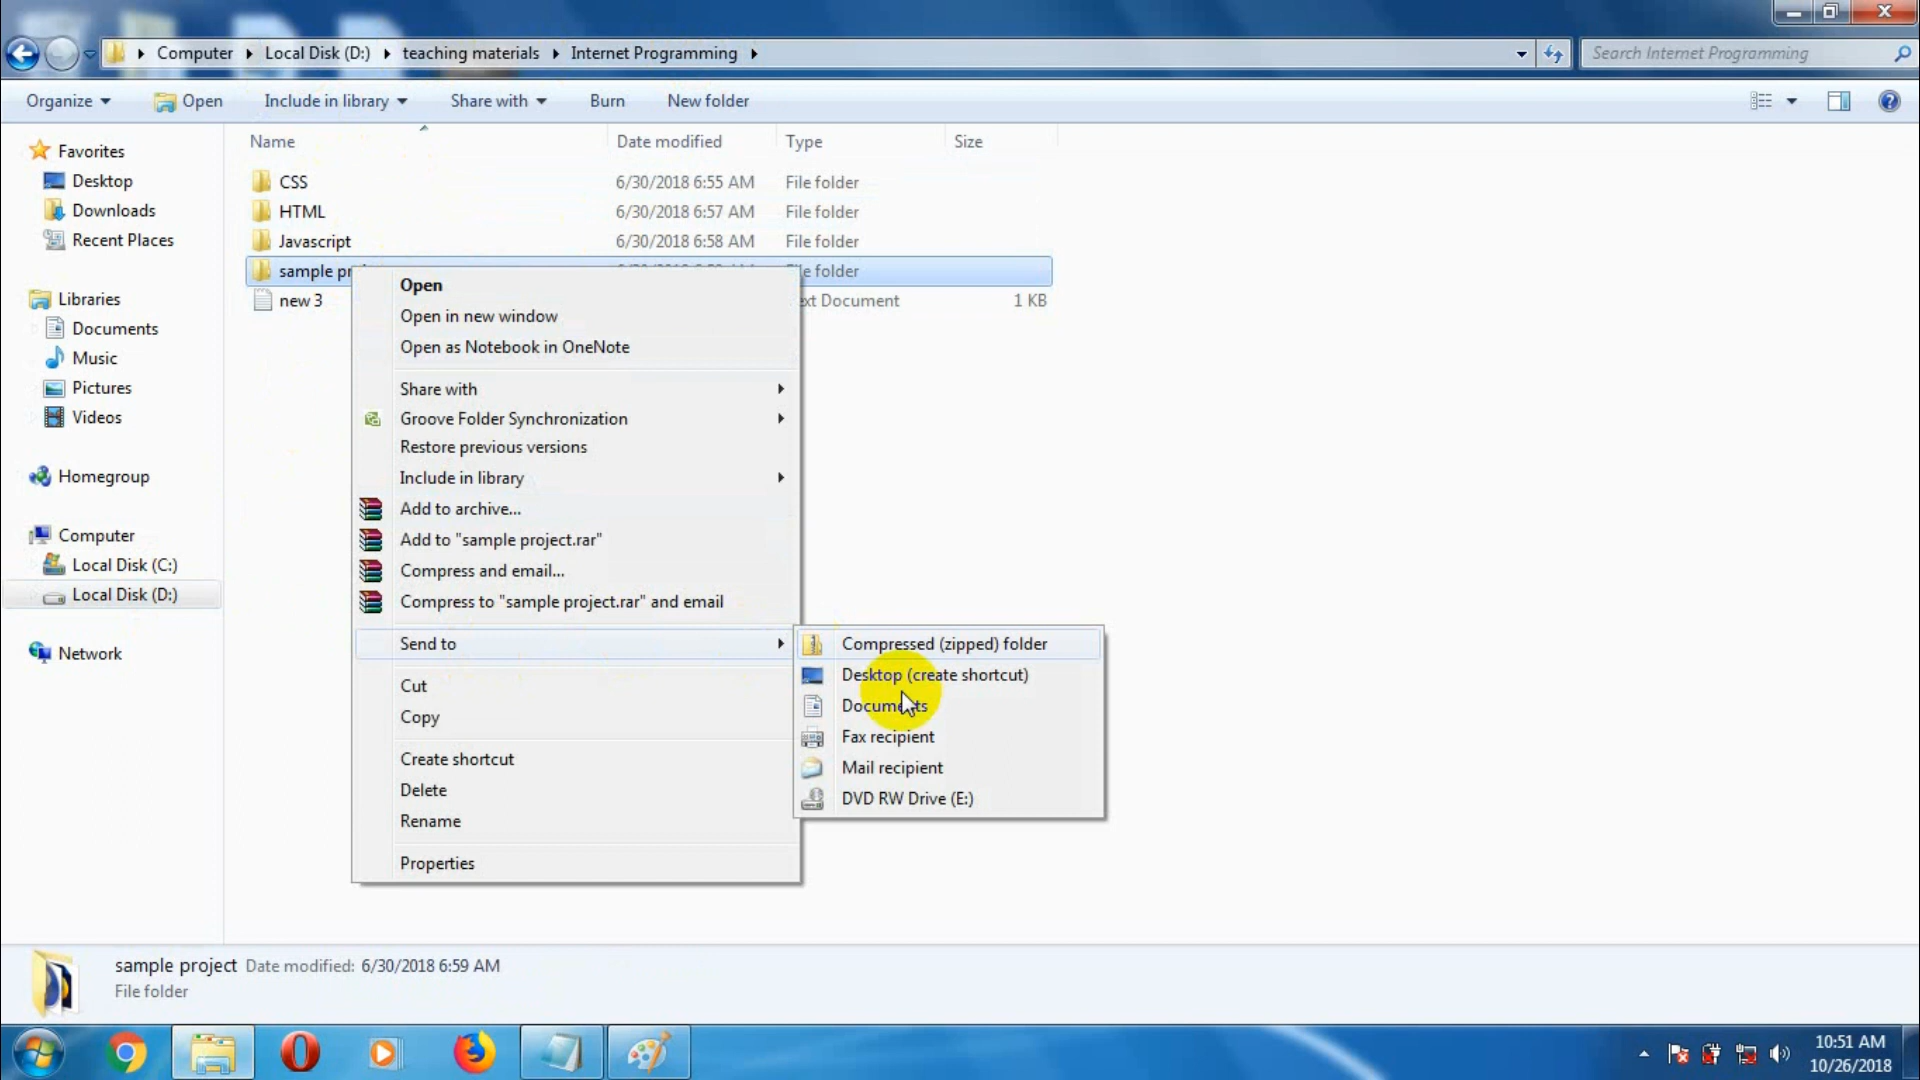 Computer Local Disk (D:) teaching materials Internet Programming Search Internet Programming
Organize Open Include in library Share with Burn New folder
Name Date modified Type Size
CSS 6/30/2018 6:55 AM File folder
HTML 6/30/2018 6:57 AM File folder
Javascript 6/30/2018 6:58 AM File folder
sample folder
new 3 Document 1 KB
Favorites
Desktop
Downloads
Recent Places
Libraries
Documents
Music
Pictures
Videos
Homegroup
Computer
Local Disk (C:)
Local Disk (D:)
Network
Open
Open in new window
Open as Notebook in OneNote
Share with
Groove Folder Synchronization
Restore previous versions
Include in library
Add to archive...
Add to "sample project.rar"
Compress and email...
Compress to "sample project.rar" and email
Send to
Cut
Copy
Create shortcut
Delete
Rename
Properties
Compressed (zipped) folder
Desktop (create shortcut)
Documents
Fax recipient
Mail recipient
DVD RW Drive (E:)
sample project Date modified: 6/30/2018 6:59 AM
File folder
10:51 AM
10/26/2018